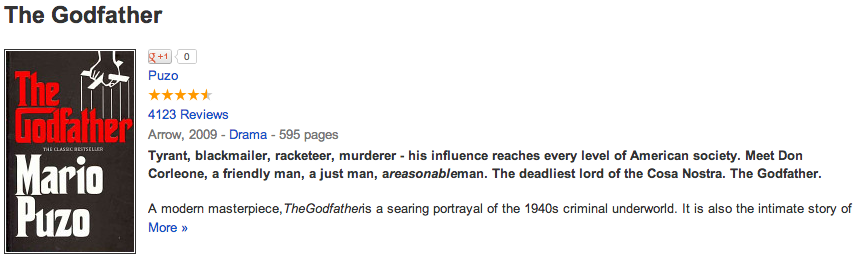 The Godfather
+1
0
Puzo
4123 Reviews
Arrow, 2009 - Drama - 595 pages
Tyrant, blackmailer, racketeer, murderer - his influence reaches every level of American society. Meet Don
Corleone, a friendly man, a just man, areasonableman. The deadliest lord of the Cosa Nostra. The Godfather.
A modern masterpiece,TheGodfatheris a searing portrayal of the 1940s criminal underworld. It is also the intimate story of
More »
The
Godfather
THE CLASSIC BESTSELLER
Mario
Puzo